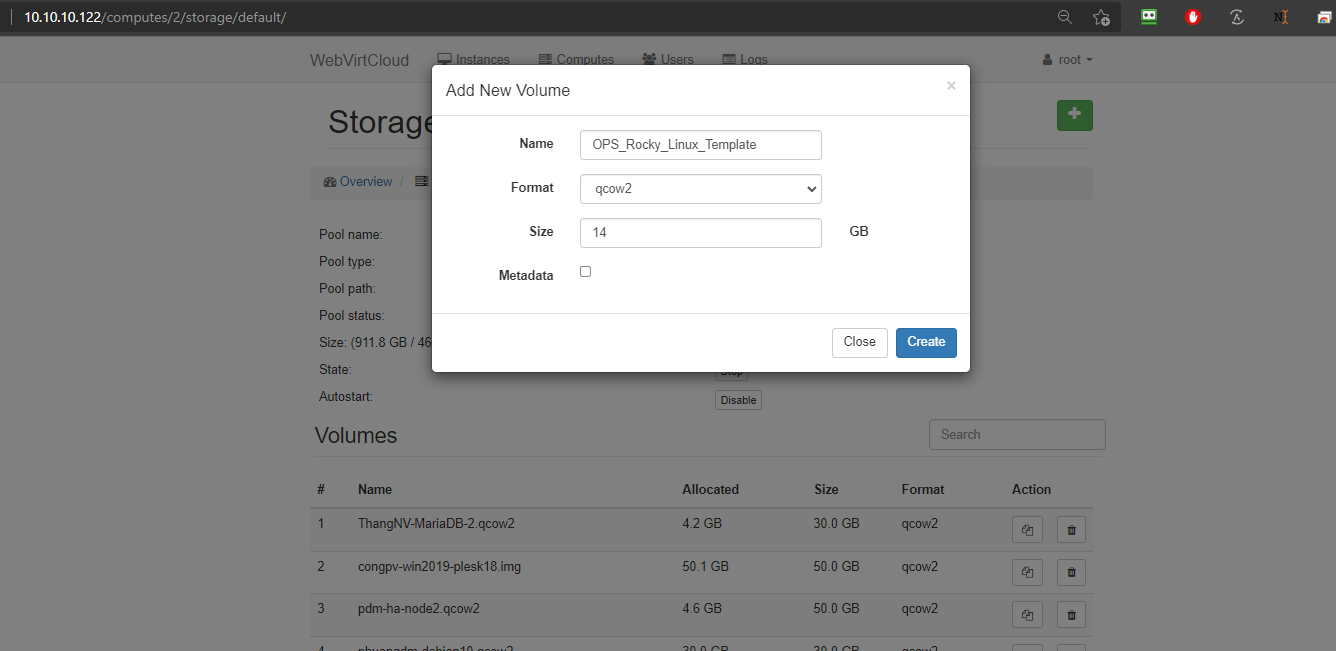 10.10.10.122/computes/2/storage/default/
WebVirtCloud Instances Computes Users Logs root
Add New Volume ×
Storage
Name OPS_Rocky_Linux_Template
Format qcow2
Overview /
Size 14 GB
Pool name:
Pool type:
Metadata
Pool path:
Pool status:
Size: (911.8 GB / 46
Close Create
State: Stop
Autostart: Disable
Volumes Search
# Name Allocated Size Format Action
1 ThangNV-MariaDB-2.qcow2 4.2 GB 30.0 GB qcow2
2 congpv-win2019-plesk18.img 50.1 GB 50.0 GB qcow2
3 pdm-ha-node2.qcow2 4.6 GB 50.0 GB qcow2
4 phuongdm-debian10.qcow2 30.0 GB 30.0 GB qcow2